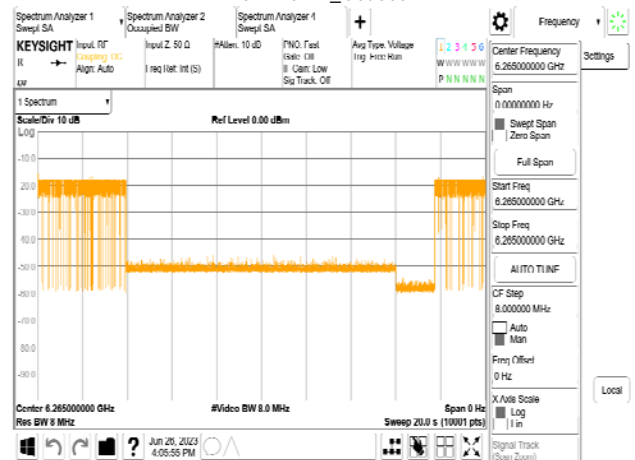 Spectrum Analyzer 1
Swept SA
Spectrum Analyzer 2
Occupied BW
Spectrum Analyzer 4
Swept SA
+
Frequency
KEYSIGHT
R
Input: RF
Coupling: DC
Align: Auto
Input Z: 50 Ω
Freq Ref: Int (S)
#Atten: 10 dB
PNO: Fast
Gate: Off
IF Gain: Low
Sig Track: Off
Avg Type: Voltage
Trig: Free Run
1 2 3 4 5 6
W W W W W W
P N N N N N
1 Spectrum
Scale/Div 10 dB
Ref Level 0.00 dBm
Log
-10.0
-20.0
-30.0
-40.0
-50.0
-60.0
-70.0
-80.0
-90.0
Center 6.265000000 GHz
#Video BW 8.0 MHz
Span 0 Hz
Res BW 8 MHz
Sweep 20.0 s (10001 pts)
Jun 26, 2023
4:05:55 PM
Center Frequency
6.265000000 GHz
Settings
Span
0.00000000 Hz
Swept Span
Zero Span
Full Span
Start Freq
6.265000000 GHz
Stop Freq
6.265000000 GHz
AUTO TUNE
CF Step
8.000000 MHz
Auto
Man
Freq Offset
0 Hz
X Axis Scale
Log
Lin
Local
Signal Track
(Span Zoom)